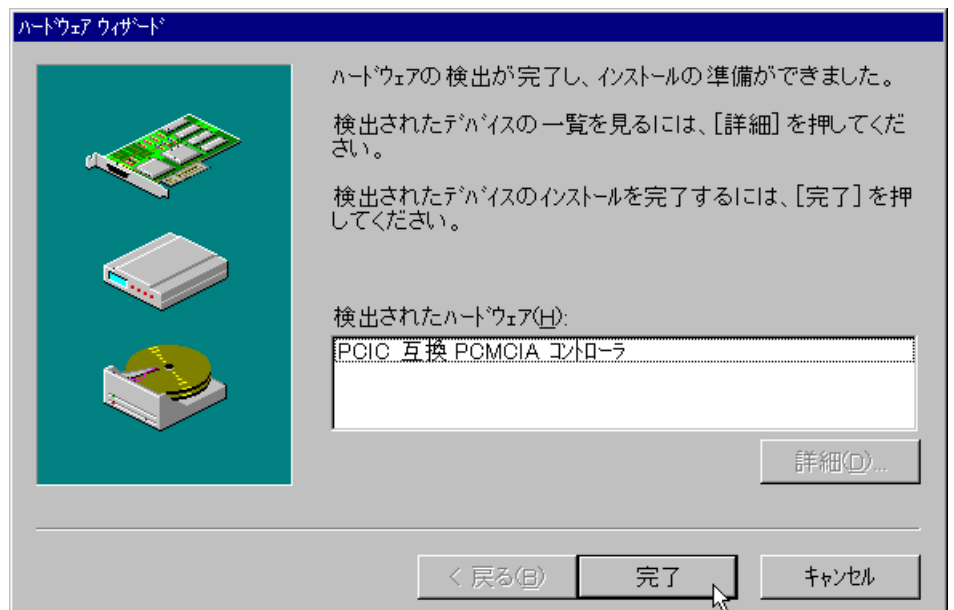 ﾊｰﾄﾞｳｪｱ ｳｨｻﾞｰﾄﾞ
ﾊｰﾄﾞｳｪｱの検出が完了し、ｲﾝｽﾄｰﾙの準備ができました。
検出されたﾃﾞﾊﾞｲｽの一覧を見るには、[詳細] を押してくだ
さい。
検出されたﾃﾞﾊﾞｲｽのｲﾝｽﾄｰﾙを完了するには、[完了] を押
してください。
検出されたﾊｰﾄﾞｳｪｱ(H):
PCIC 互換 PCMCIA ｺﾝﾄﾛｰﾗ
詳細(D)...
< 戻る(B)
完了
ｷｬﾝｾﾙ